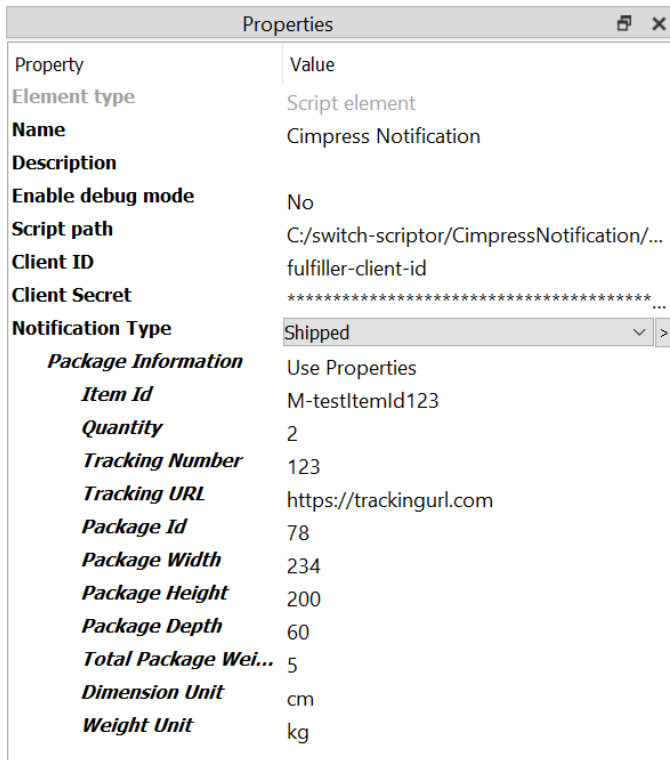 Properties
Property Value
Element type Script element
Name Cimpress Notification
Description
Enable debug mode No
Script path C:/switch-scriptor/CimpressNotification/...
Client ID fulfiller-client-id
Client Secret ****************************************...
Notification Type Shipped >
Package Information Use Properties
Item Id M-testItemId123
Quantity 2
Tracking Number 123
Tracking URL https://trackingurl.com
Package Id 78
Package Width 234
Package Height 200
Package Depth 60
Total Package Wei... 5
Dimension Unit cm
Weight Unit kg